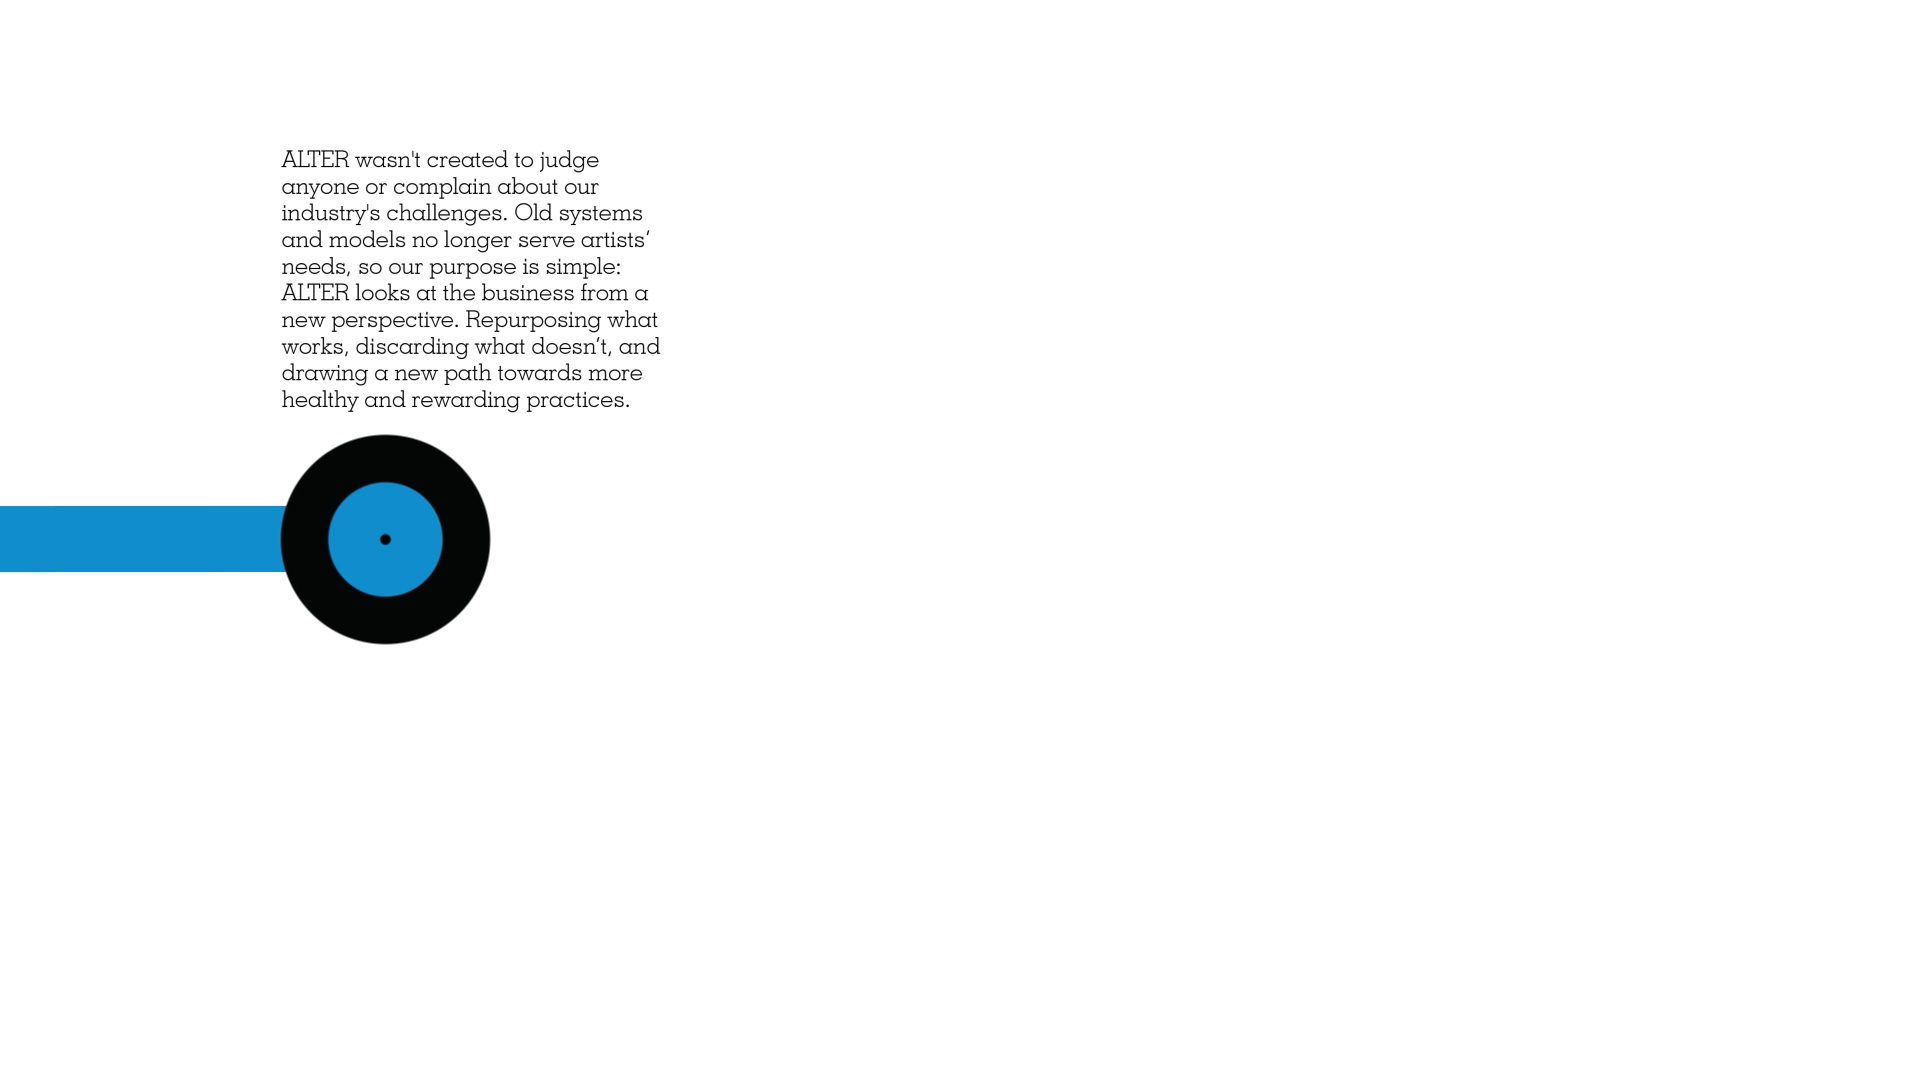 ALTER wasn't created to judge
anyone or complain about our
industry's challenges. Old systems
and models no longer serve artists’
needs, so our purpose is simple:
ALTER looks at the business from a
new perspective. Repurposing what
works, discarding what doesn’t, and
drawing a new path towards more
healthy and rewarding practices.